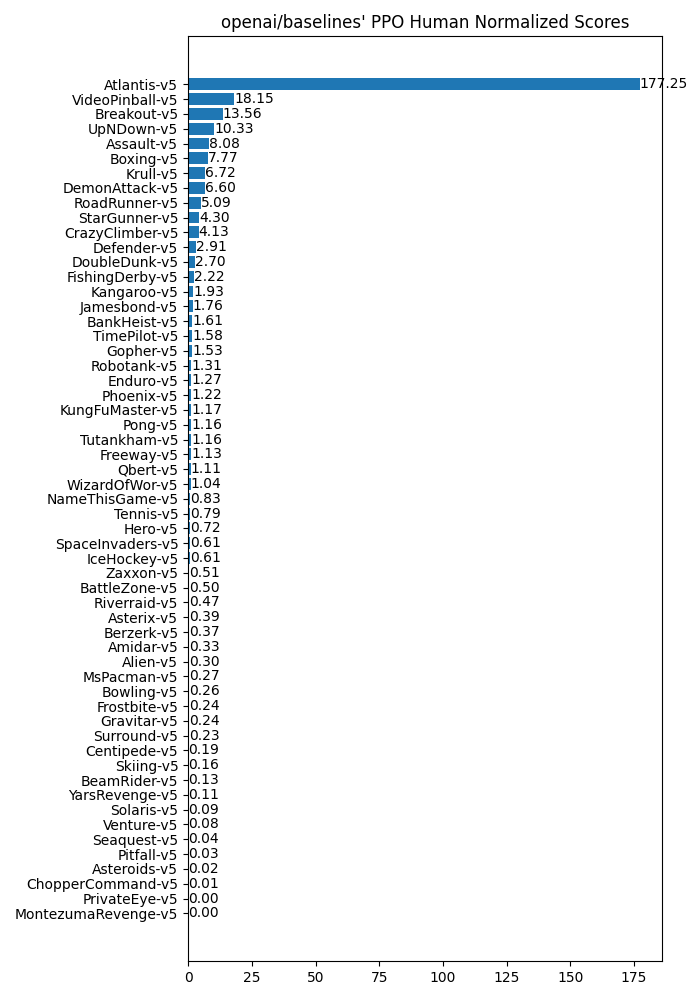 openai/baselines' PPO Human Normalized Scores
Atlantis-v5 177.25
VideoPinball-v5 18.15
Breakout-v5 13.56
UpNDown-v5 10.33
Assault-v5 8.08
Boxing-v5 7.77
Krull-v5 6.72
DemonAttack-v5 6.60
RoadRunner-v5 5.09
StarGunner-v5 4.30
CrazyClimber-v5 4.13
Defender-v5 2.91
DoubleDunk-v5 2.70
FishingDerby-v5 2.22
Kangaroo-v5 1.93
Jamesbond-v5 1.76
BankHeist-v5 1.61
TimePilot-v5 1.58
Gopher-v5 1.53
Robotank-v5 1.31
Enduro-v5 1.27
Phoenix-v5 1.22
KungFuMaster-v5 1.17
Pong-v5 1.16
Tutankham-v5 1.16
Freeway-v5 1.13
Qbert-v5 1.11
WizardOfWor-v5 1.04
NameThisGame-v5 0.83
Tennis-v5 0.79
Hero-v5 0.72
SpaceInvaders-v5 0.61
IceHockey-v5 0.61
Zaxxon-v5 0.51
BattleZone-v5 0.50
Riverraid-v5 0.47
Asterix-v5 0.39
Berzerk-v5 0.37
Amidar-v5 0.33
Alien-v5 0.30
MsPacman-v5 0.27
Bowling-v5 0.26
Frostbite-v5 0.24
Gravitar-v5 0.24
Surround-v5 0.23
Centipede-v5 0.19
Skiing-v5 0.16
BeamRider-v5 0.13
YarsRevenge-v5 0.11
Solaris-v5 0.09
Venture-v5 0.08
Seaquest-v5 0.04
Pitfall-v5 0.03
Asteroids-v5 0.02
ChopperCommand-v5 0.01
PrivateEye-v5 0.00
MontezumaRevenge-v5 0.00
0 25 50 75 100 125 150 175